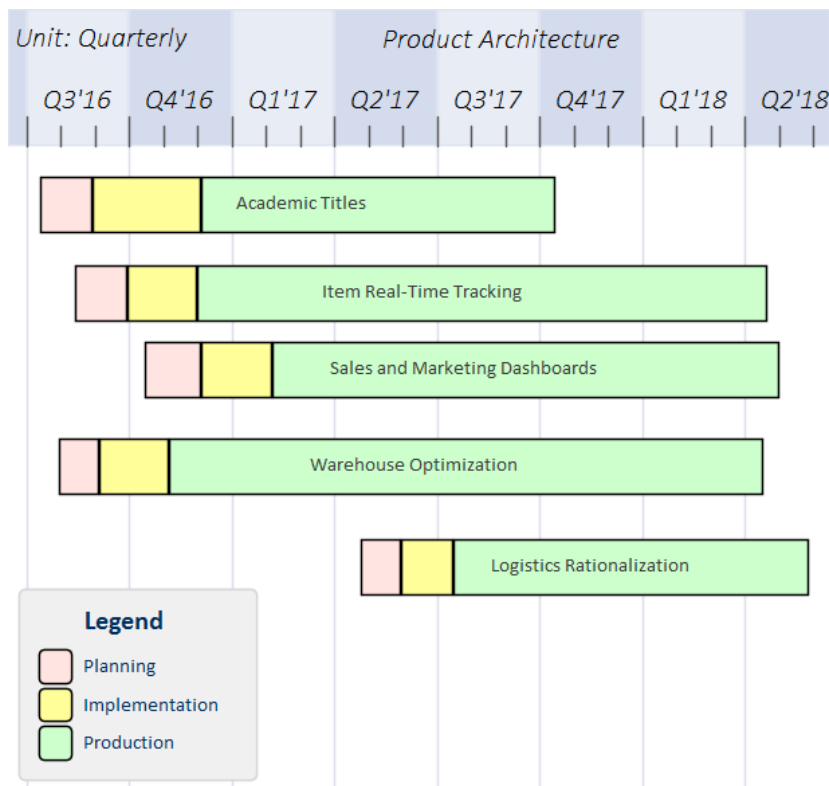 Unit: Quarterly
Product Architecture
Q3'16 Q4'16 Q1'17 Q2'17 Q3'17 Q4'17 Q1'18 Q2'18
Academic Titles
Item Real-Time Tracking
Sales and Marketing Dashboards
Warehouse Optimization
Logistics Rationalization
Legend
Planning
Implementation
Production